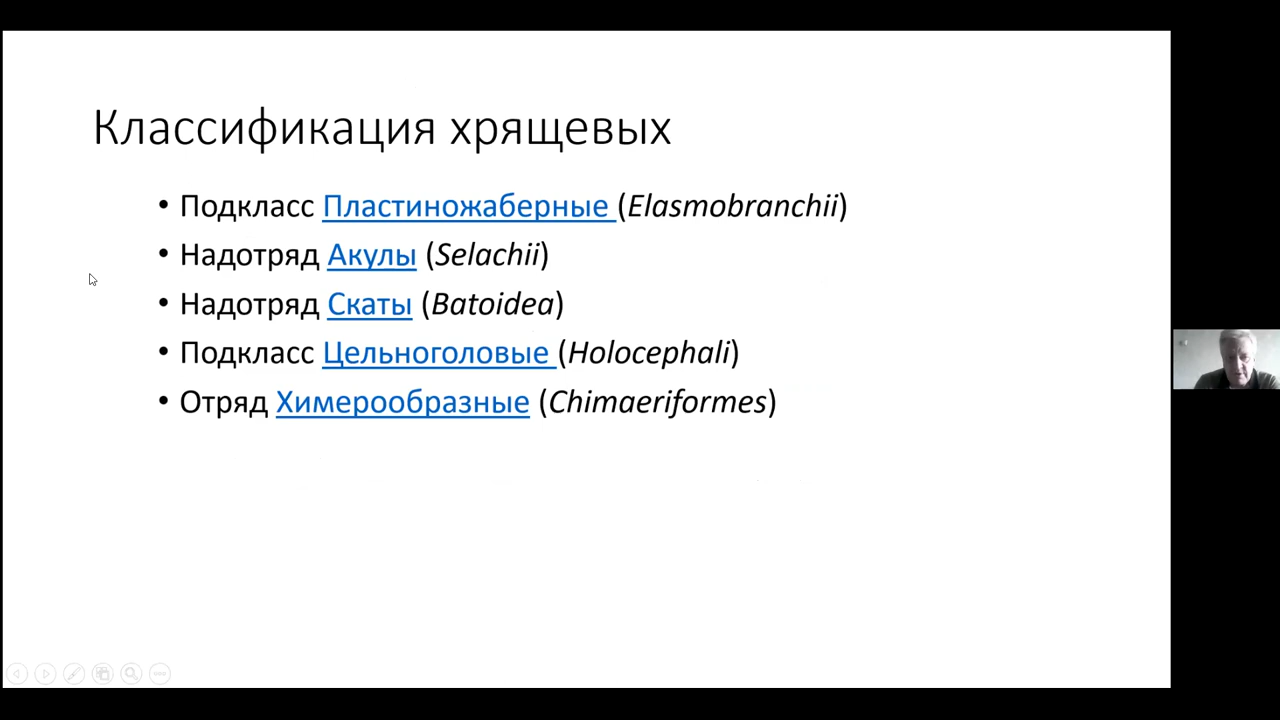 Классификация хрящевых
• Подкласс Пластиножаберные (Elasmobranchii)
• Надотряд Акулы (Selachii)
• Надотряд Скаты (Batoidea)
• Подкласс Цельноголовые (Holocephali)
• Отряд Химерообразные (Chimaeriformes)